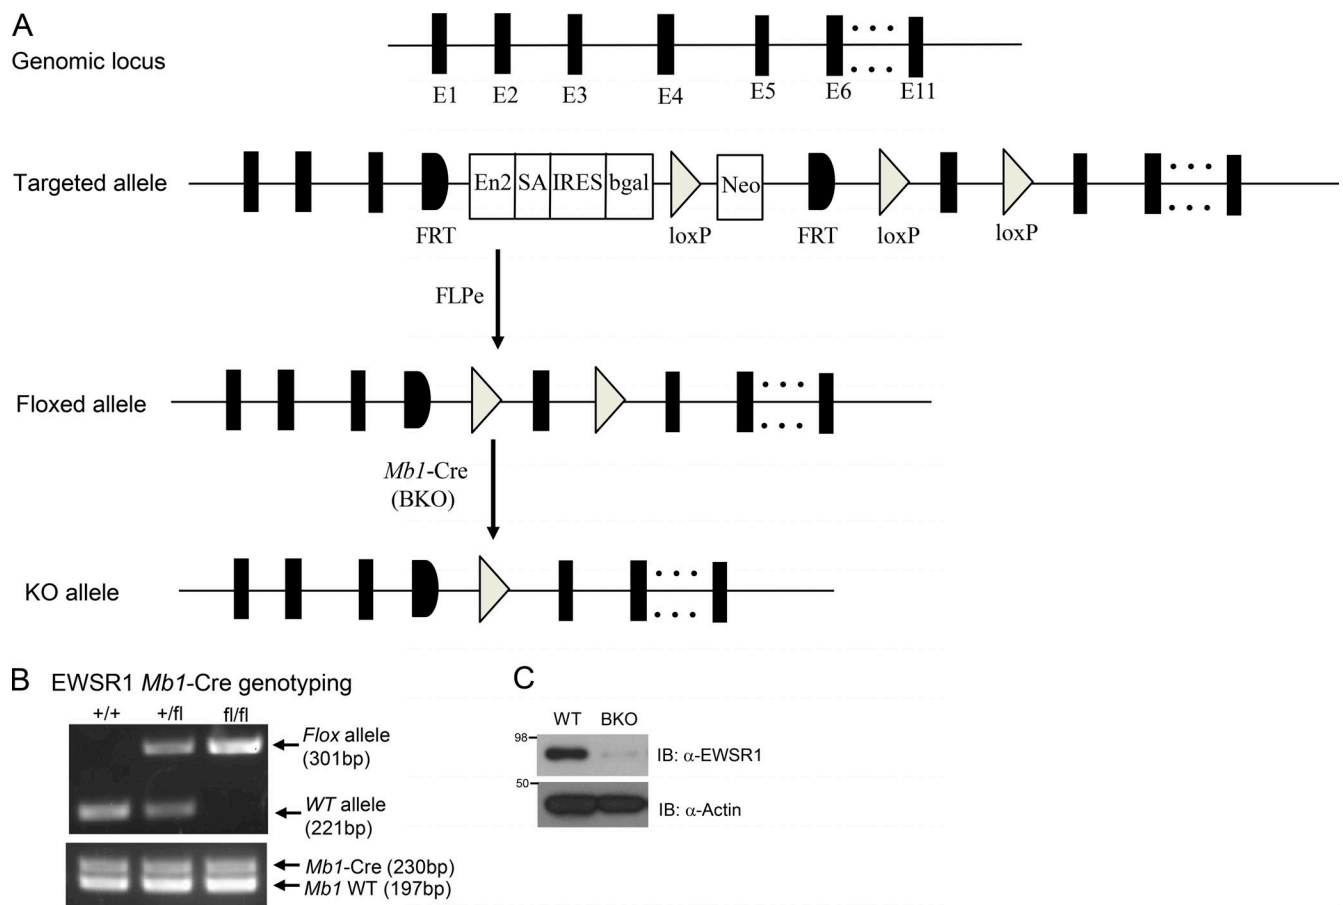 A
Genomic locus
E1 E2 E3 E4 E5 E6 E11
Targeted allele
En2 SA IRES bgal Neo
FRT loxP FRT loxP loxP
FLPe
Floxed allele
Mb1-Cre
(BKO)
KO allele
B EWSR1 Mb1-Cre genotyping
+/+ +/fl fl/fl
Flox allele
(301bp)
WT allele
(221bp)
Mb1-Cre (230bp)
Mb1 WT (197bp)
C
WT BKO
98
IB: α-EWSR1
50
IB: α-Actin